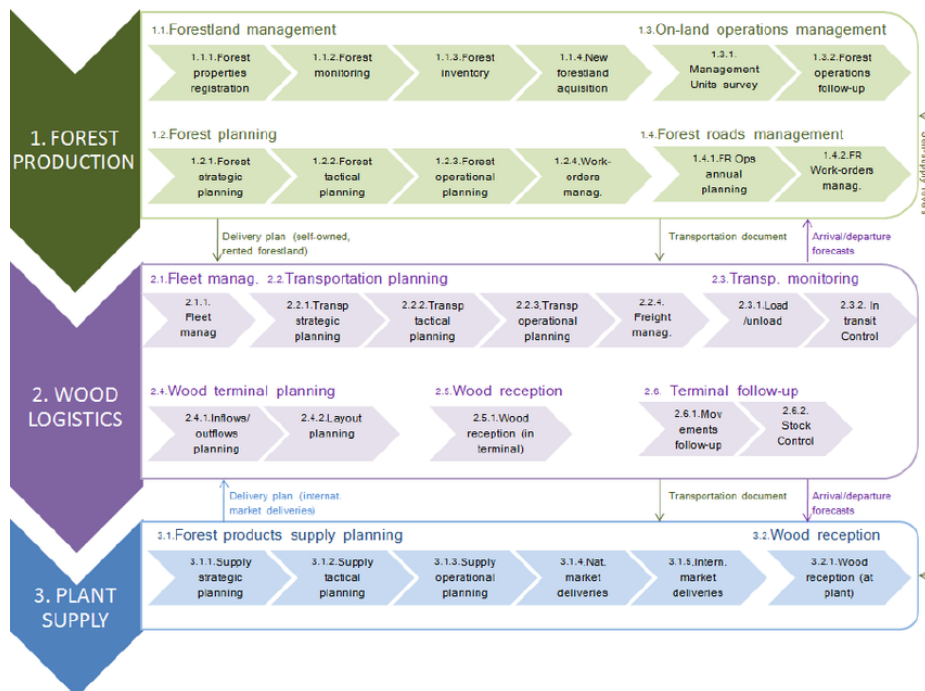 1. FOREST
PRODUCTION
1.1.Forestland management
1.3.On-land operations management
1.1.1.Forest
properties
registration
1.1.2.Forest
monitoring
1.1.3.Forest
inventory
1.1.4.New
forestland
aquisition
1.3.1.
Management
Units survey
1.3.2.Forest
operations
follow-up
1.2.Forest planning
1.4.Forest roads management
1.2.1.Forest
strategic
planning
1.2.2.Forest
tactical
planning
1.2.3.Forest
operational
planning
1.2.4.Work-
orders
manag.
1.4.1.FR Ops
annual
planning
1.4.2.FR
Work-orders
manag.
Delivery plan (self-owned,
rented forestland)
Transportation document
Arrival/departure
forecasts
2. WOOD
LOGISTICS
2.1.Fleet manag.
2.2.Transportation planning
2.3.Transp. monitoring
2.1.1.
Fleet
manag
2.2.1.Transp
strategic
planning
2.2.2.Transp
tactical
planning
2.2.3.Transp
operational
planning
2.2.4.
Freight
manag.
2.3.1.Load
/unload
2.3.2. In
transit
Control
2.4.Wood terminal planning
2.5.Wood reception
2.6. Terminal follow-up
2.4.1.Inflows/
outflows
planning
2.4.2.Layout
planning
2.5.1.Wood
reception (in
terminal)
2.6.1.Mov
ements
follow-up
2.6.2.
Stock
Control
Delivery plan (internat.
market deliveries)
Transportation document
Arrival/departure
forecasts
3. PLANT
SUPPLY
3.1.Forest products supply planning
3.2.Wood reception
3.1.1.Supply
strategic
planning
3.1.2.Supply
tactical
planning
3.1.3.Supply
operational
planning
3.1.4.Nat.
market
deliveries
3.1.5.Intern.
market
deliveries
3.2.1.Wood
reception (at
plant)